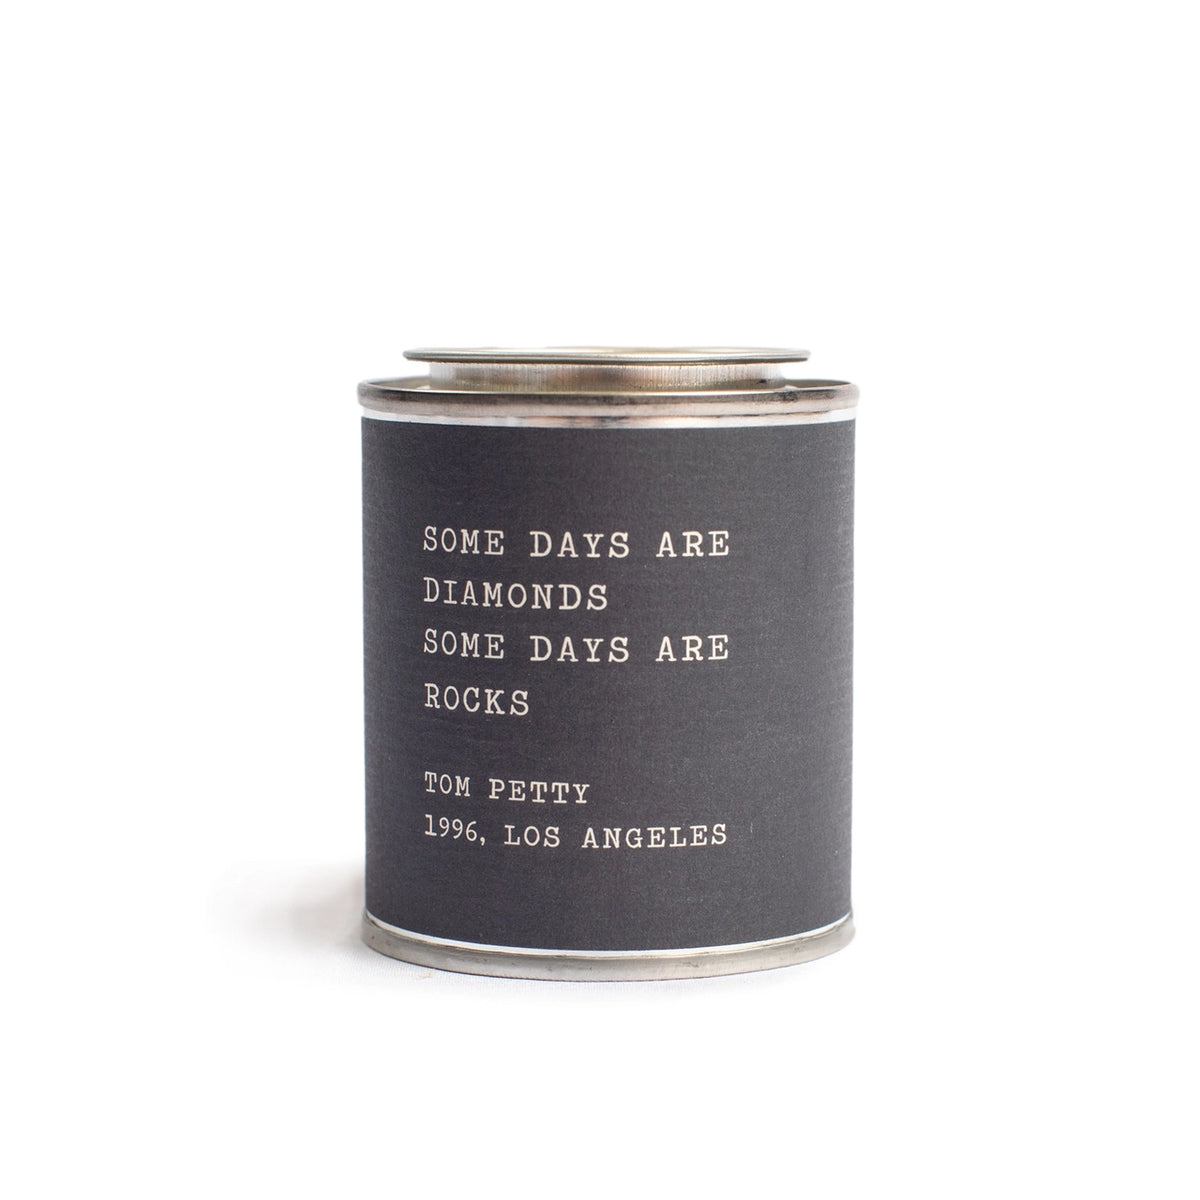 SOME DAYS ARE
DIAMONDS
SOME DAYS ARE
ROCKS
TOM PETTY
1996, LOS ANGELES